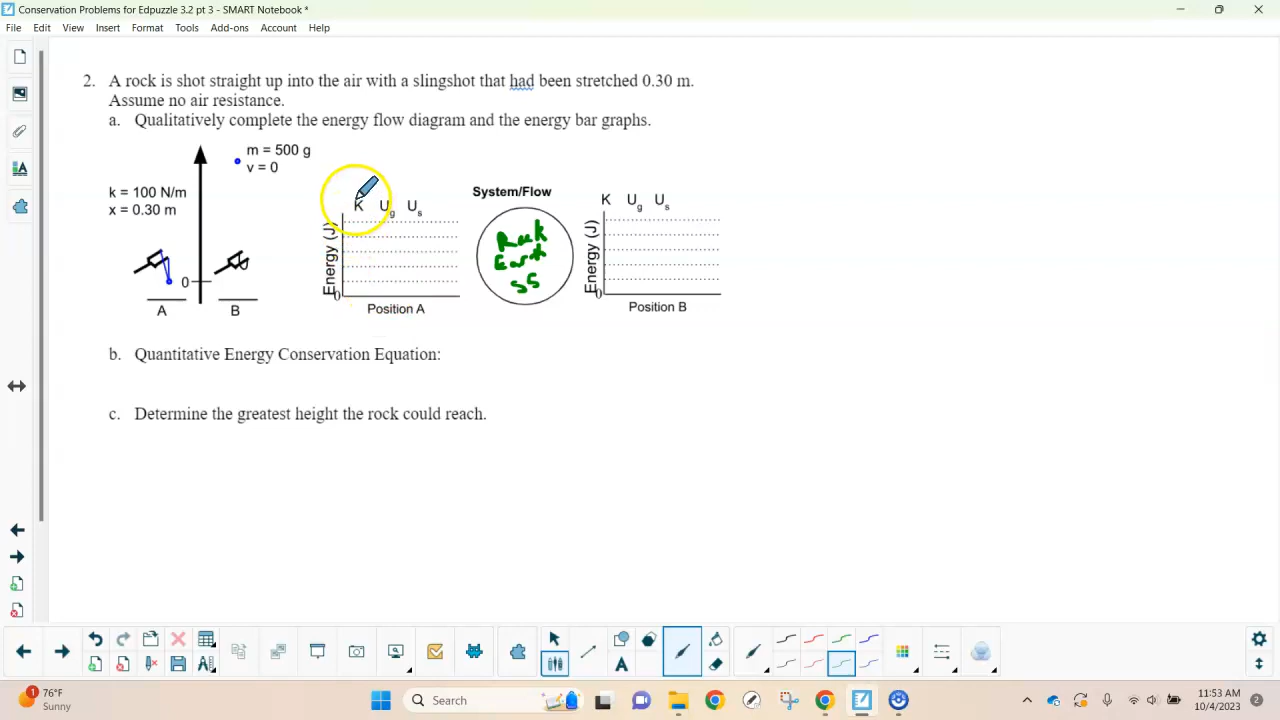 Conservation Problems for Edpuzzle 3.2 pt 3 - SMART Notebook *
File Edit View Insert Format Tools Add-ons Account Help
2. A rock is shot straight up into the air with a slingshot that had been stretched 0.30 m.
Assume no air resistance.
a. Qualitatively complete the energy flow diagram and the energy bar graphs.
m = 500 g
v = 0
k = 100 N/m
x = 0.30 m
0
A B
K Ug Us
Energy (J)
0
Position A
System/Flow
Rock
Earth
SS
K Ug Us
Energy (J)
0
Position B
b. Quantitative Energy Conservation Equation:
c. Determine the greatest height the rock could reach.
1
76°F
Sunny
Search
11:53 AM
10/4/2023
2